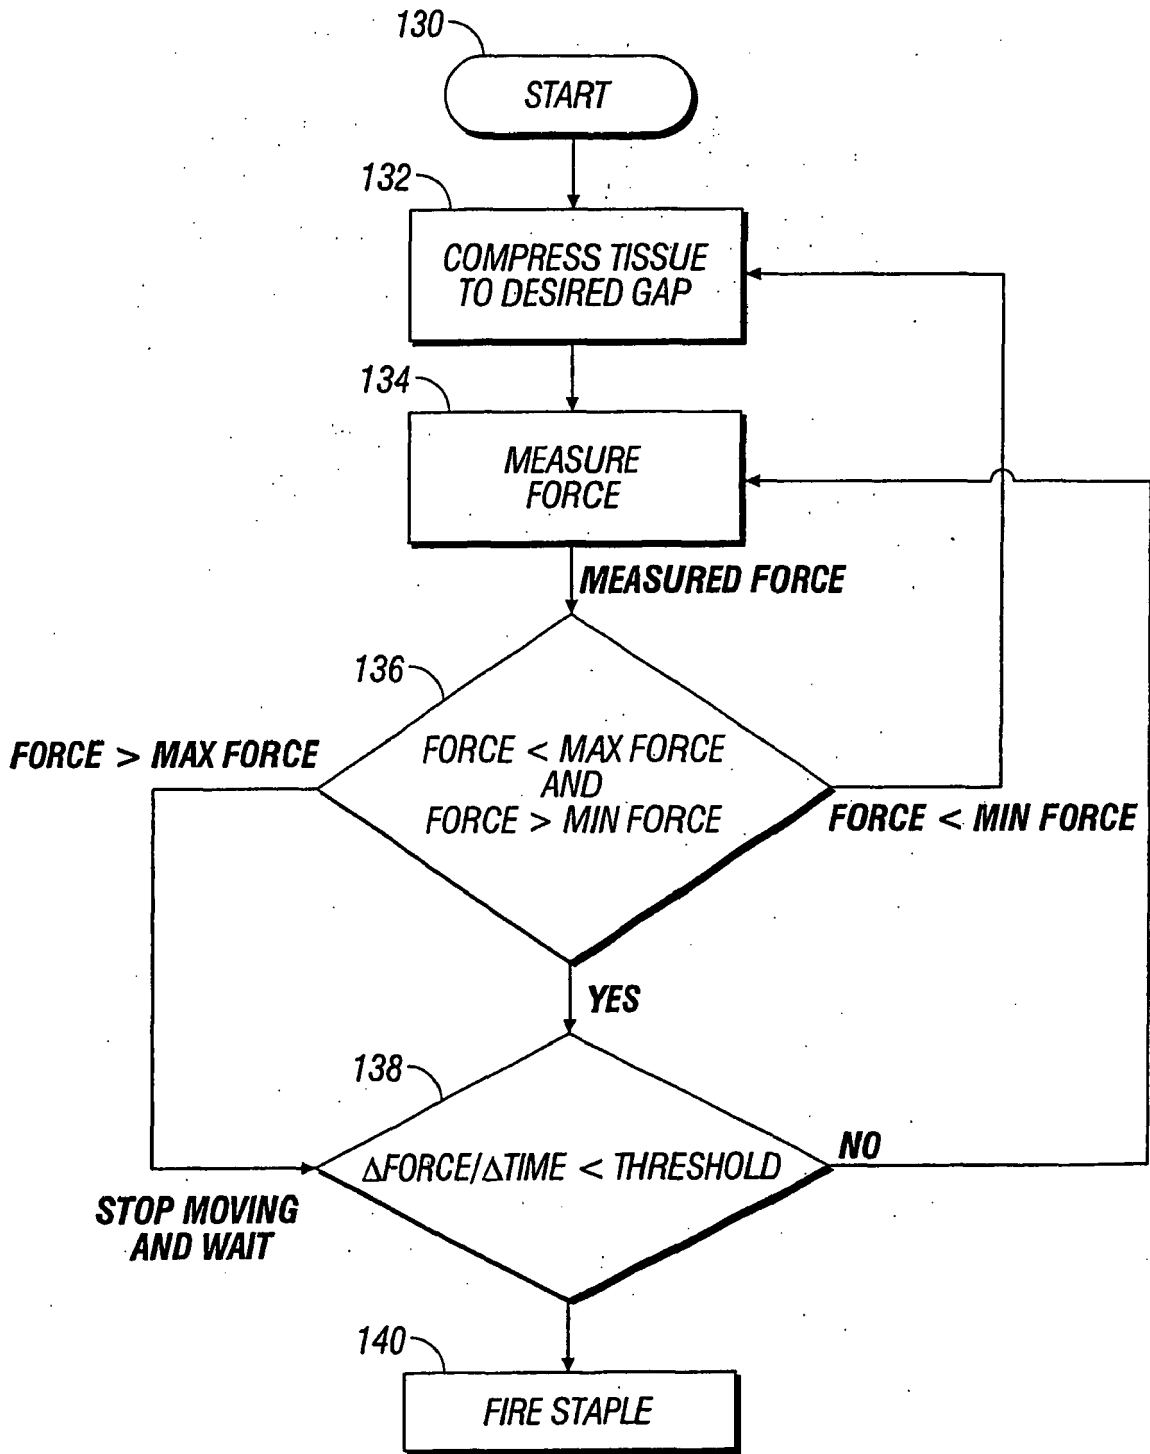 130
START
132
COMPRESS TISSUE
TO DESIRED GAP
134
MEASURE
FORCE
MEASURED FORCE
136
FORCE > MAX FORCE
FORCE < MAX FORCE
AND
FORCE > MIN FORCE
FORCE < MIN FORCE
YES
138
ΔFORCE/ΔTIME < THRESHOLD
NO
STOP MOVING
AND WAIT
140
FIRE STAPLE